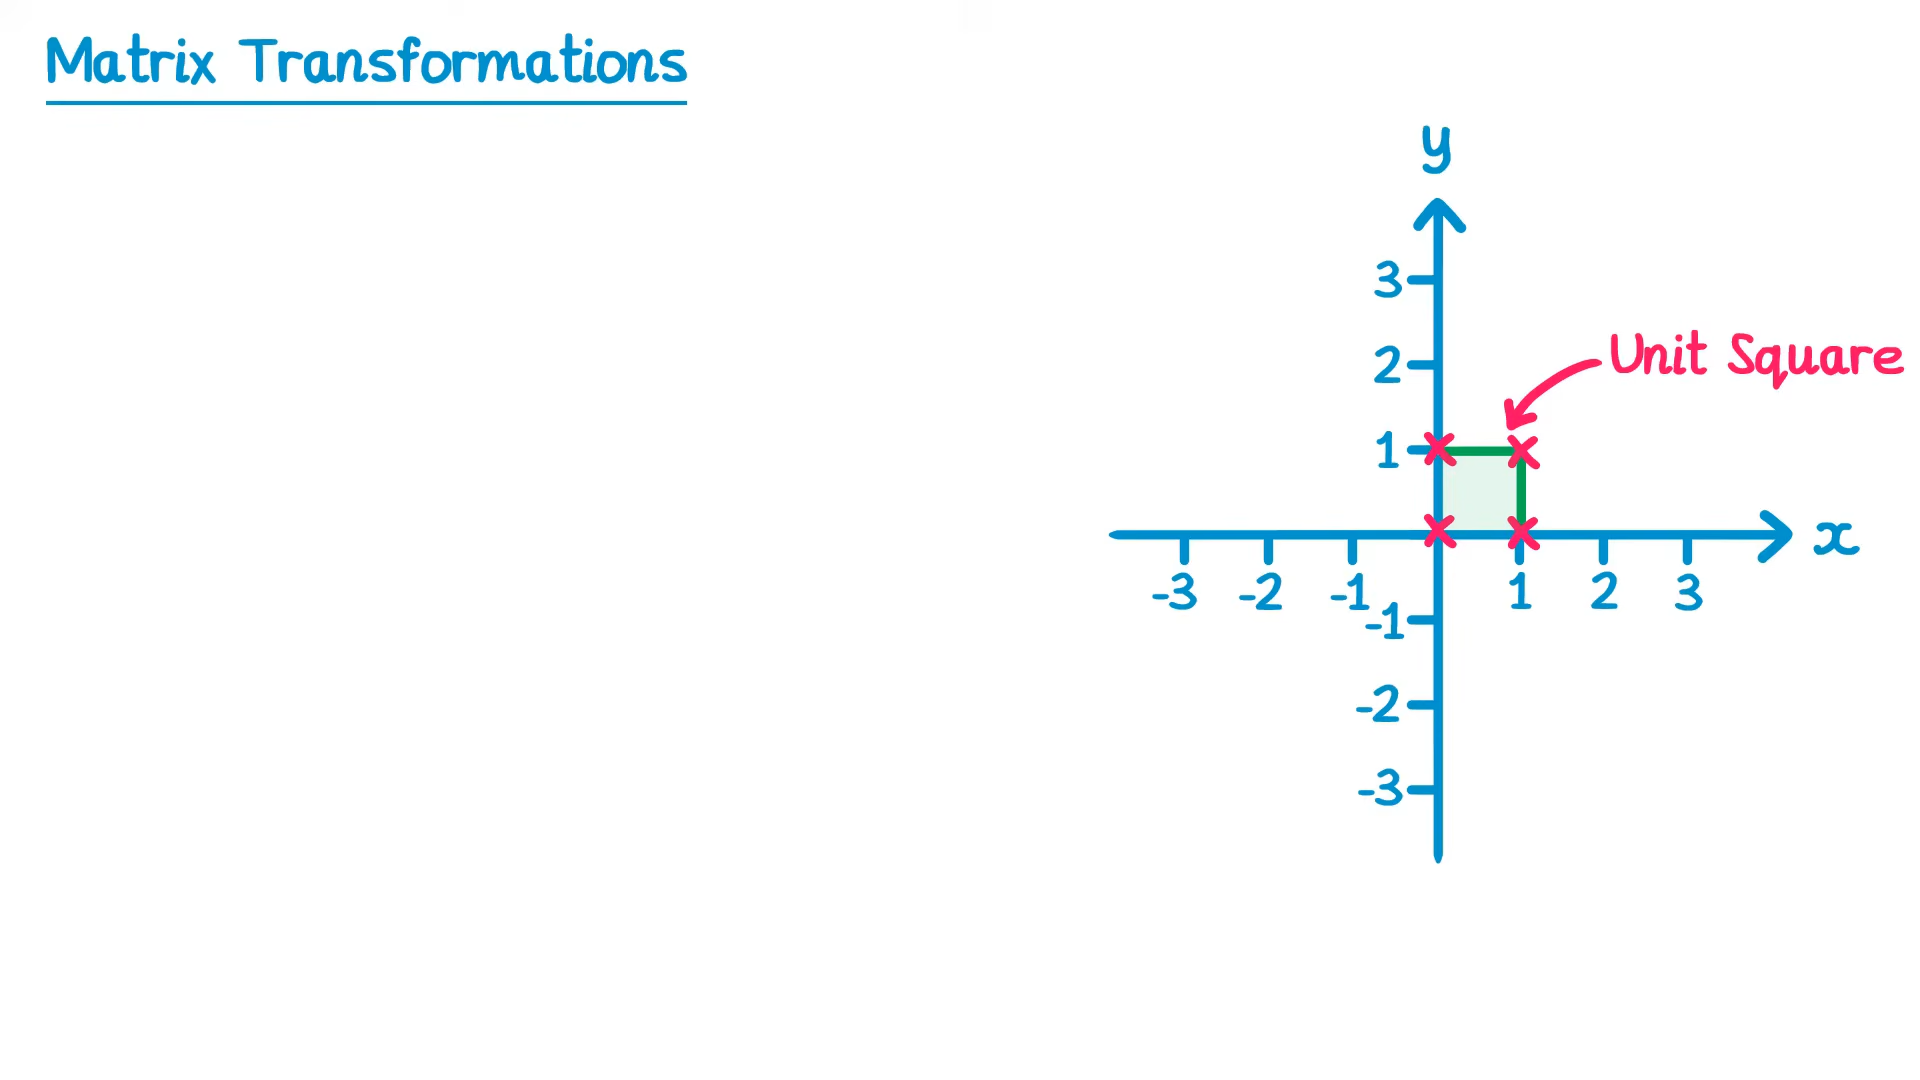 Matrix Transformations
y
3
2
Unit Square
1
x
-3 -2 -1 1 2 3
-1
-2
-3